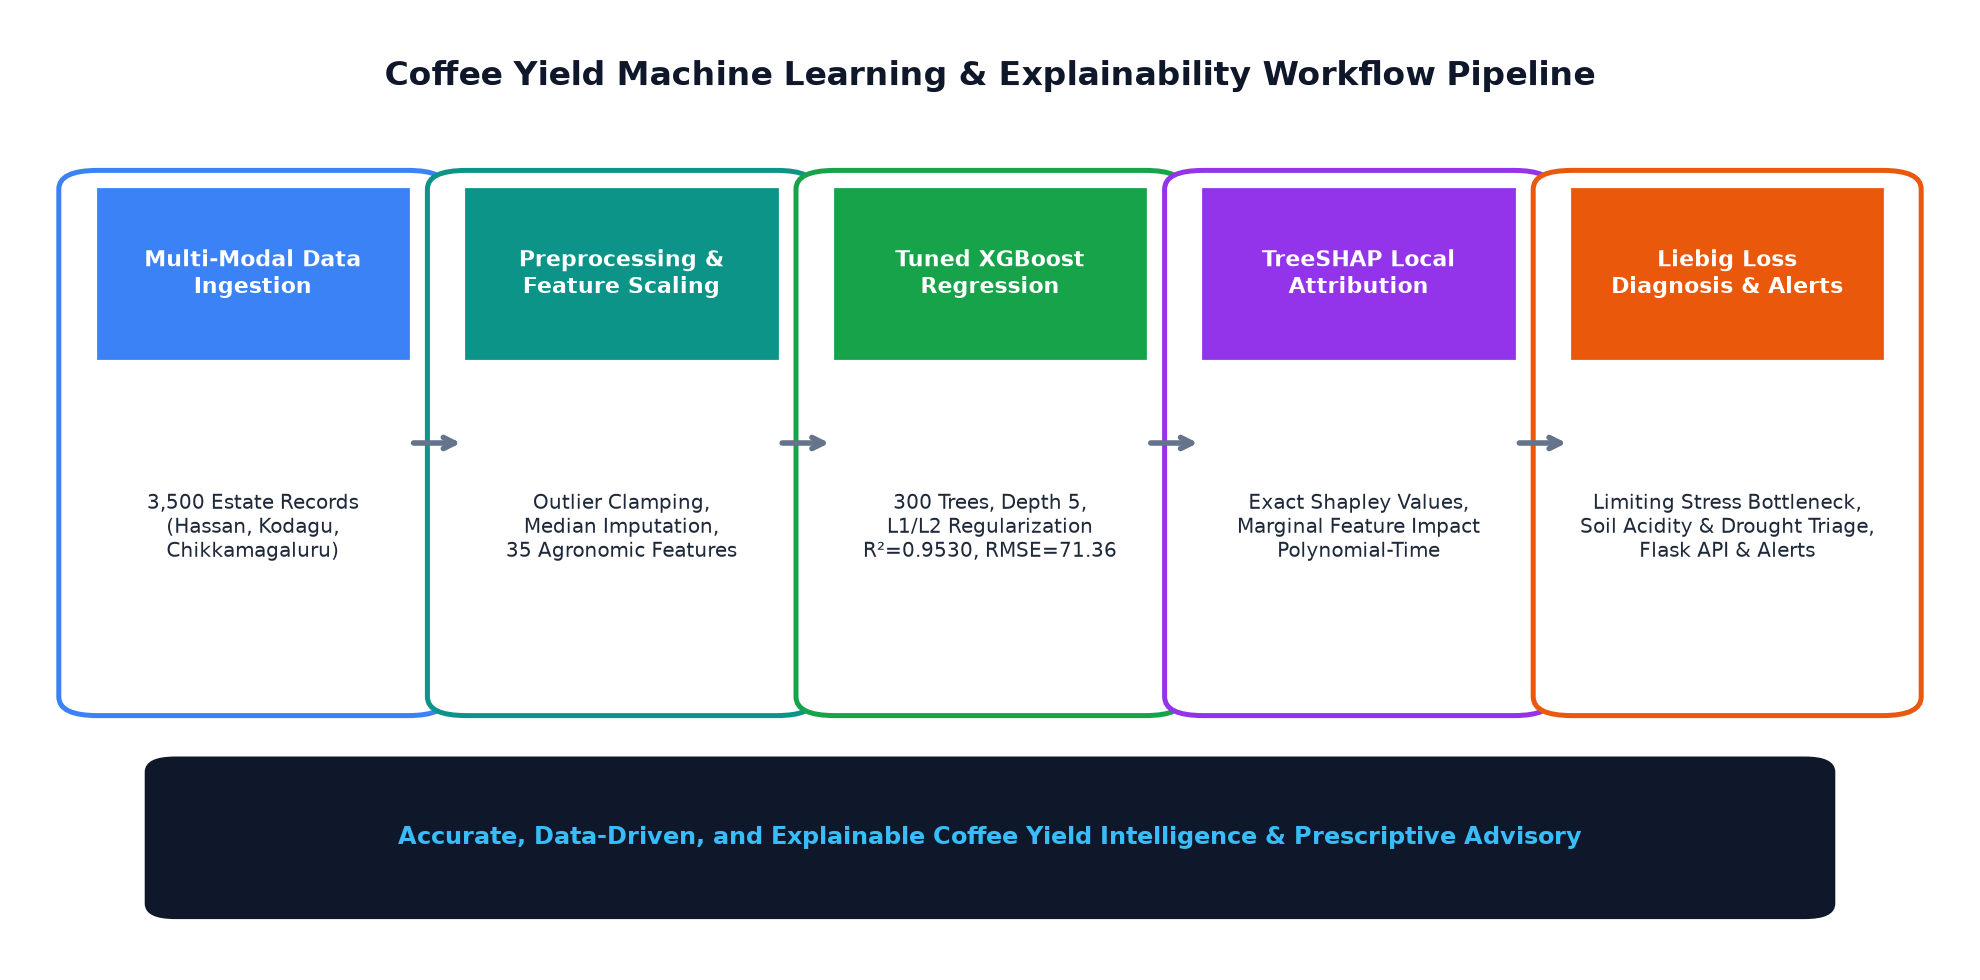 Coffee Yield Machine Learning & Explainability Workflow Pipeline
Multi-Modal Data
Ingestion
3,500 Estate Records
(Hassan, Kodagu,
Chikkamagaluru)
Preprocessing &
Feature Scaling
Outlier Clamping,
Median Imputation,
35 Agronomic Features
Tuned XGBoost
Regression
300 Trees, Depth 5,
L1/L2 Regularization
R²=0.9530, RMSE=71.36
TreeSHAP Local
Attribution
Exact Shapley Values,
Marginal Feature Impact
Polynomial-Time
Liebig Loss
Diagnosis & Alerts
Limiting Stress Bottleneck,
Soil Acidity & Drought Triage,
Flask API & Alerts
Accurate, Data-Driven, and Explainable Coffee Yield Intelligence & Prescriptive Advisory